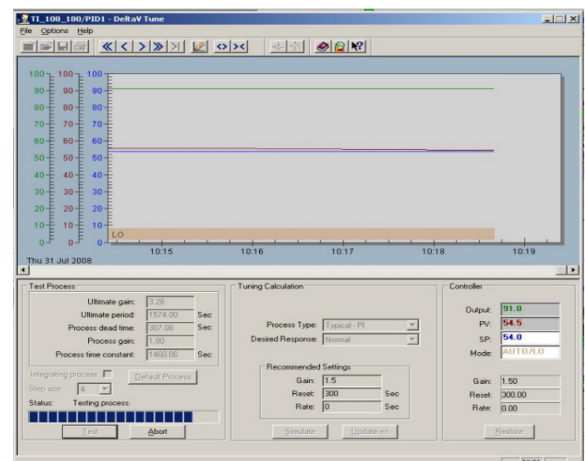 TI_100_180/PID1 - DeltaV Tune
File Options Help
100 100 100
90 90 90
80 80 80
70 70 70
60 60 60
50 50 50
40 40 40
30 30 30
20 20 20
10 10 10
LO
0 0 0
10:15 10:16 10:17 10:18 10:19
Thu 31 Jul 2008
Test Process
Ultimate gain: 3.28
Ultimate period: 1574.00 Sec
Process dead time: 307.08 Sec
Process gain: 1.80
Process time constant: 1460.06 Sec
Integrating process
Default Process
Step size 4
Status: Testing process.
Test Abort
Tuning Calculation
Process Type: Typical - PI
Desired Response: Normal
Recommended Settings
Gain: 1.5
Reset: 300 Sec
Rate: 0 Sec
Simulate Update =>
Controller
Output: 91.0
PV: 54.5
SP: 54.0
Mode: AUTO/LO
Gain: 1.50
Reset: 300.00
Rate: 0.00
Restore